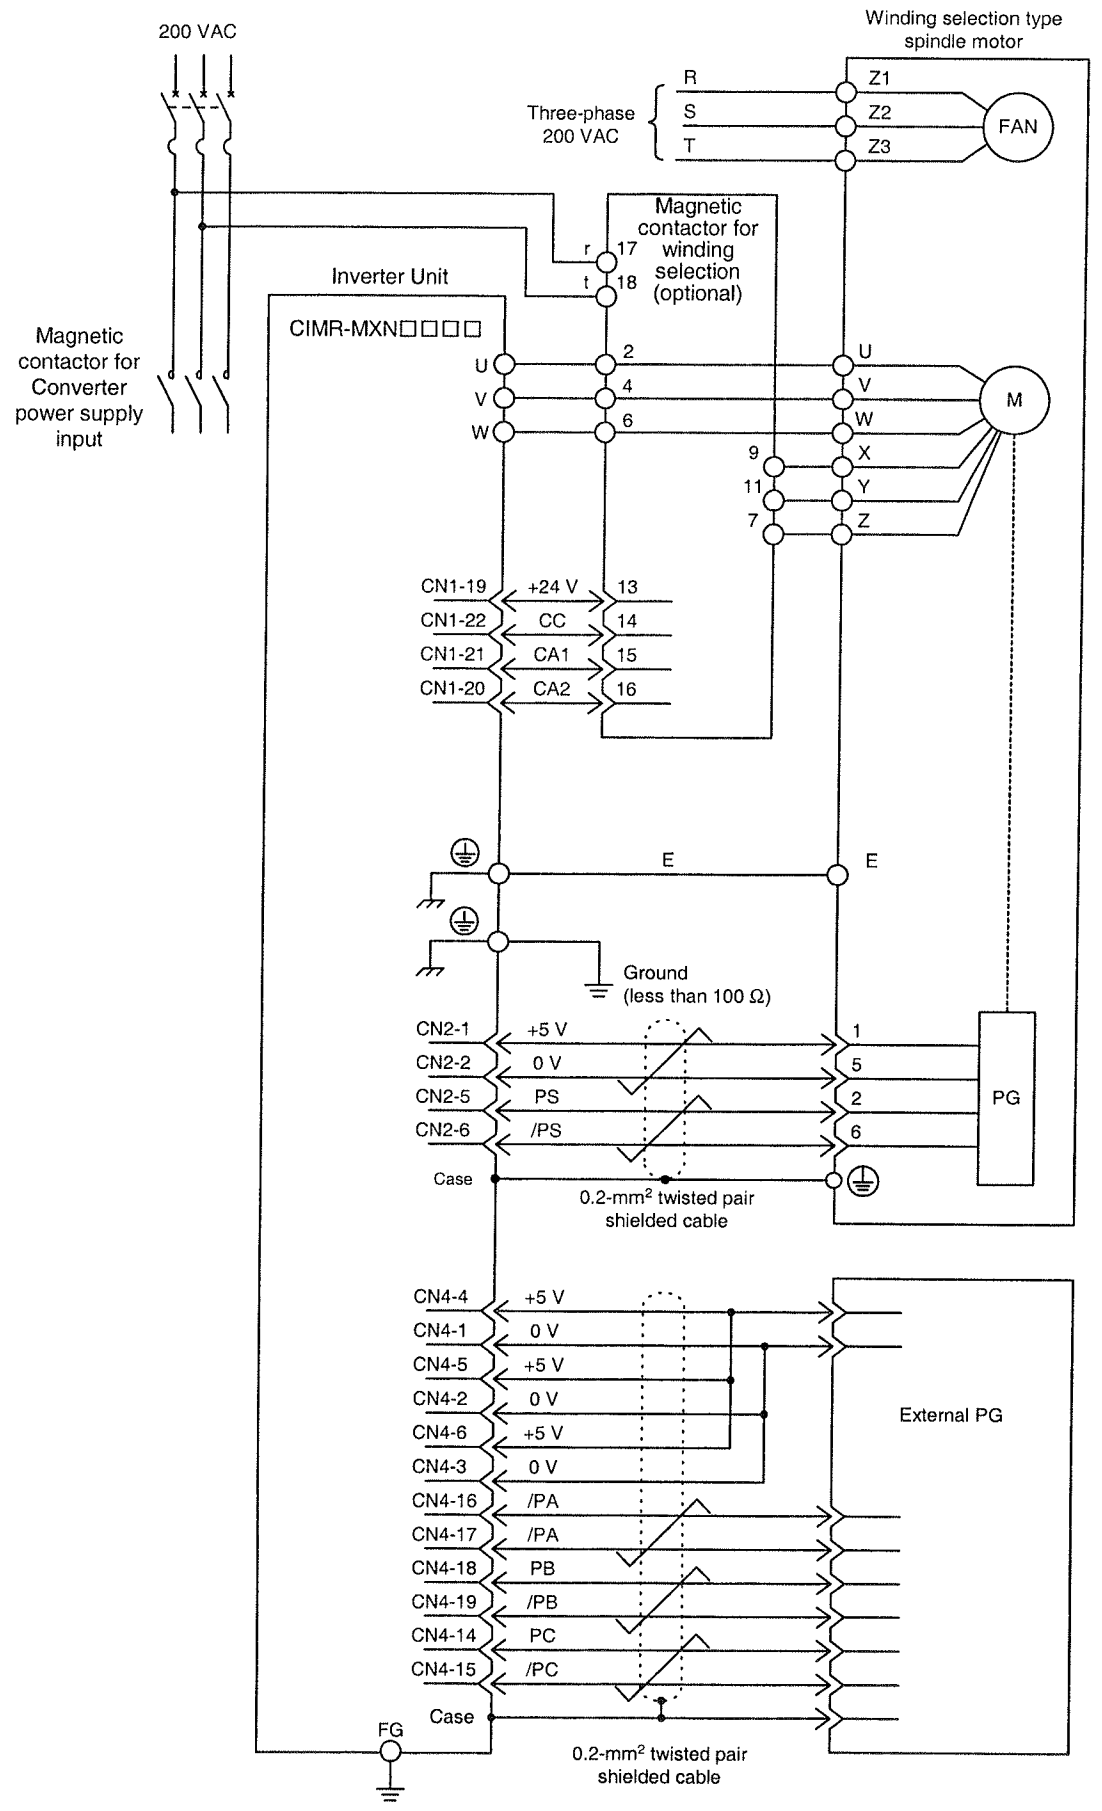 200 VAC
Winding selection type
spindle motor
R
Z1
Three-phase
200 VAC
S
Z2
FAN
T
Z3
Magnetic
contactor for
winding
selection
(optional)
r
17
t
18
Inverter Unit
CIMR-MXN□□□□
Magnetic
contactor for
Converter
power supply
input
U
2
U
V
4
V
M
W
6
W
9
X
11
Y
7
Z
CN1-19
+24 V
13
CN1-22
CC
14
CN1-21
CA1
15
CN1-20
CA2
16
E
E
Ground
(less than 100 Ω)
CN2-1
+5 V
1
CN2-2
0 V
5
CN2-5
PS
2
PG
CN2-6
/PS
6
Case
0.2-mm² twisted pair
shielded cable
CN4-4
+5 V
CN4-1
0 V
CN4-5
+5 V
CN4-2
0 V
External PG
CN4-6
+5 V
CN4-3
0 V
CN4-16
/PA
CN4-17
/PA
CN4-18
PB
CN4-19
/PB
CN4-14
PC
CN4-15
/PC
Case
FG
0.2-mm² twisted pair
shielded cable